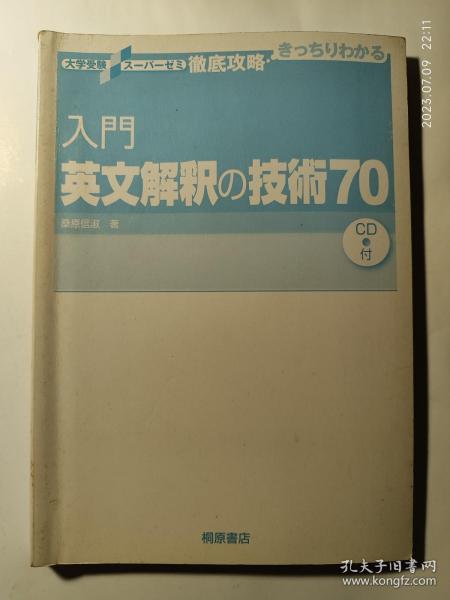 きっちりわかる
大学受験 スーパーゼミ 徹底攻略
入門
英文解釈の技術70
桑原信淑 著
CD
付
桐原書店
2023.07.09 22:11
孔夫子旧书网
www.kongfz.com